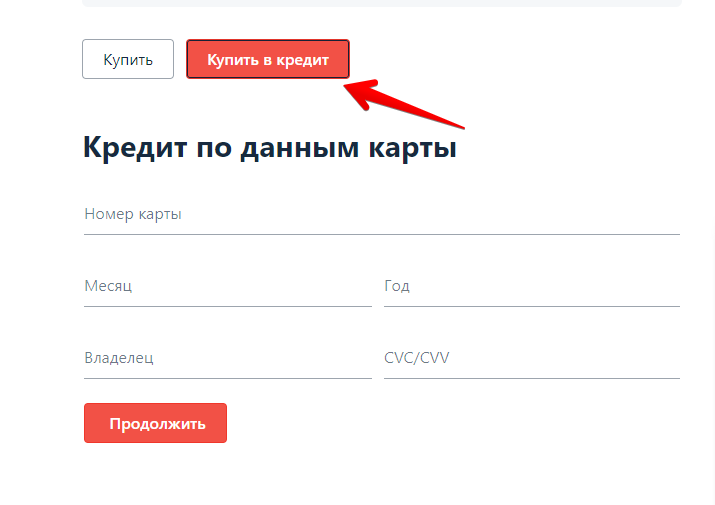 Купить Купить в кредит
Кредит по данным карты
Номер карты
Месяц Год
Владелец CVC/CVV
Продолжить